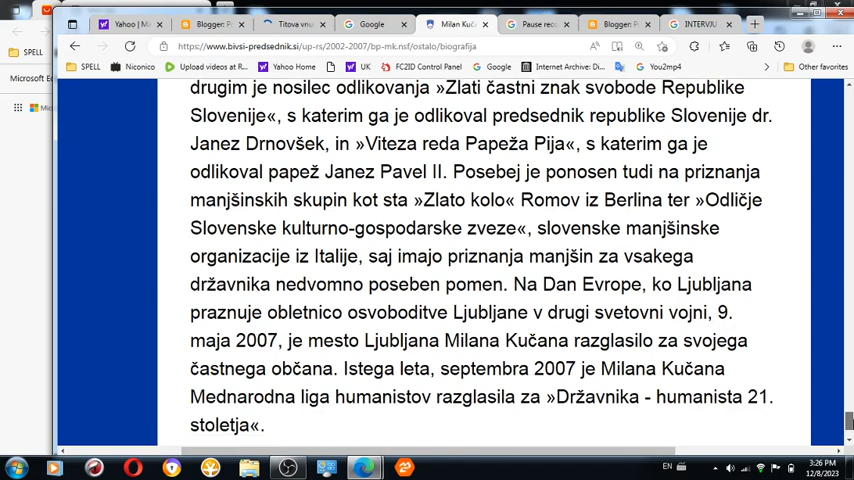 Yahoo | M
Blogger: P
Titova vnu
Google
Milan Kuč
Pause reco
Blogger: P
INTERVJU
https://www.bivsi-predsednik.si/up-rs/2002-2007/bp-mk.nsf/ostalo/biografija
SPELL
SPELL
Niconico
Upload videos at R...
Yahoo Home
UK
FC2ID Control Panel
Google
Internet Archive: Di...
You2mp4
Other favorites
Microsoft Ed
Mi
drugim je nosilec odlikovanja »Zlati častni znak svobode Republike
Slovenije«, s katerim ga je odlikoval predsednik republike Slovenije dr.
Janez Drnovšek, in »Viteza reda Papeža Pija«, s katerim ga je
odlikoval papež Janez Pavel II. Posebej je ponosen tudi na priznanja
manjšinskih skupin kot sta »Zlato kolo« Romov iz Berlina ter »Odličje
Slovenske kulturno-gospodarske zveze«, slovenske manjšinske
organizacije iz Italije, saj imajo priznanja manjšin za vsakega
državnika nedvomno poseben pomen. Na Dan Evrope, ko Ljubljana
praznuje obletnico osvoboditve Ljubljane v drugi svetovni vojni, 9.
maja 2007, je mesto Ljubljana Milana Kučana razglasilo za svojega
častnega občana. Istega leta, septembra 2007 je Milana Kučana
Mednarodna liga humanistov razglasila za »Državnika - humanista 21.
stoletja«.
EN
3:26 PM
12/8/2023